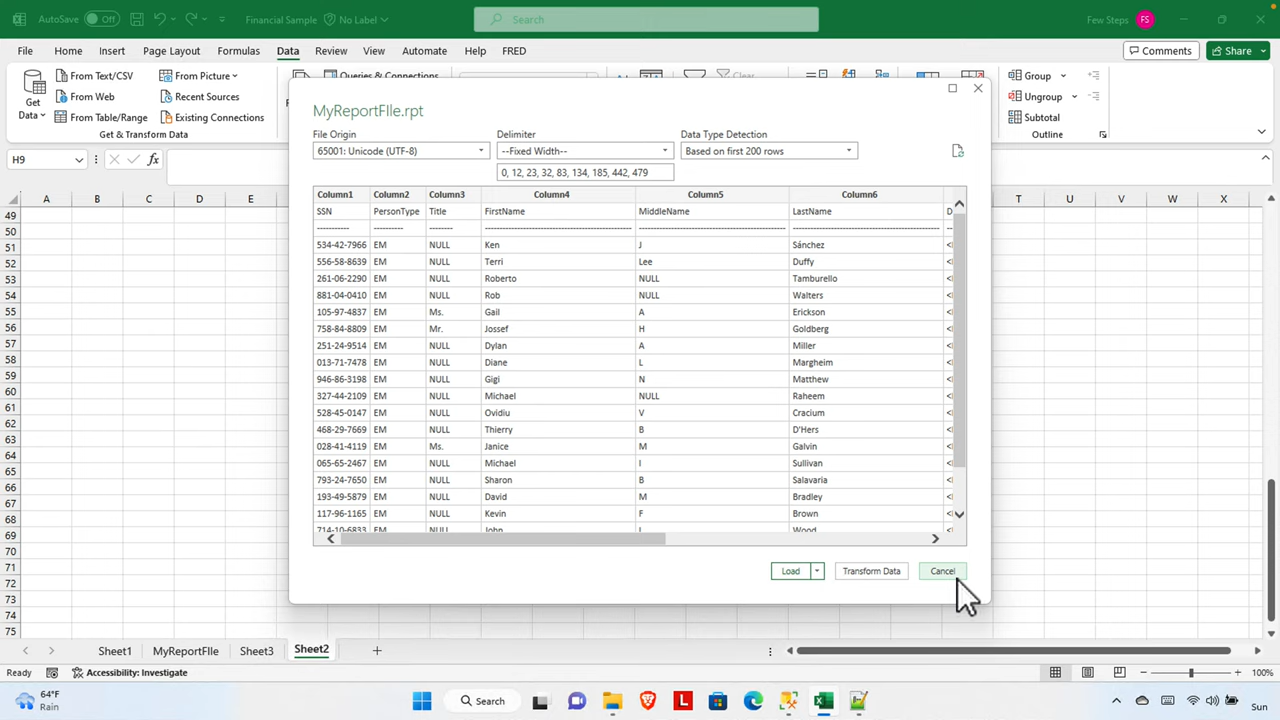 AutoSave Off Financial Sample No Label Search Few Steps FS
File Home Insert Page Layout Formulas Data Review View Automate Help FRED Comments Share
Get Data
From Text/CSV
From Web
From Table/Range
From Picture
Recent Sources
Existing Connections
Get & Transform Data
Queries & Connections
Clear
Group
Ungroup
Subtotal
Outline
H9
MyReportFIle.rpt
File Origin Delimiter Data Type Detection
65001: Unicode (UTF-8) --Fixed Width-- Based on first 200 rows
0, 12, 23, 32, 83, 134, 185, 442, 479
A B C D E T U V W X
49
50
51
52
53
54
55
56
57
58
59
60
61
62
63
64
65
66
67
68
69
70
71
72
73
74
75
Column1 Column2 Column3 Column4 Column5 Column6
SSN PersonType Title FirstName MiddleName LastName D
534-42-7966 EM NULL Ken J Sánchez
556-58-8639 EM NULL Terri Lee Duffy
261-06-2290 EM NULL Roberto NULL Tamburello
881-04-0410 EM NULL Rob NULL Walters
105-97-4837 EM Ms. Gail A Erickson
758-84-8809 EM Mr. Jossef H Goldberg
251-24-9514 EM NULL Dylan A Miller
013-71-7478 EM NULL Diane L Margheim
946-86-3198 EM NULL Gigi N Matthew
327-44-2109 EM NULL Michael NULL Raheem
528-45-0147 EM NULL Ovidiu V Cracium
468-29-7669 EM NULL Thierry B D'Hers
028-41-4119 EM Ms. Janice M Galvin
065-65-2467 EM NULL Michael I Sullivan
793-24-7650 EM NULL Sharon B Salavaria
193-49-5879 EM NULL David M Bradley
117-96-1165 EM NULL Kevin F Brown
714-10-6833 EM NULL John L Wood
Load Transform Data Cancel
Sheet1 MyReportFIle Sheet3 Sheet2
Ready Accessibility: Investigate 100%
64°F
Rain
Search
Sun